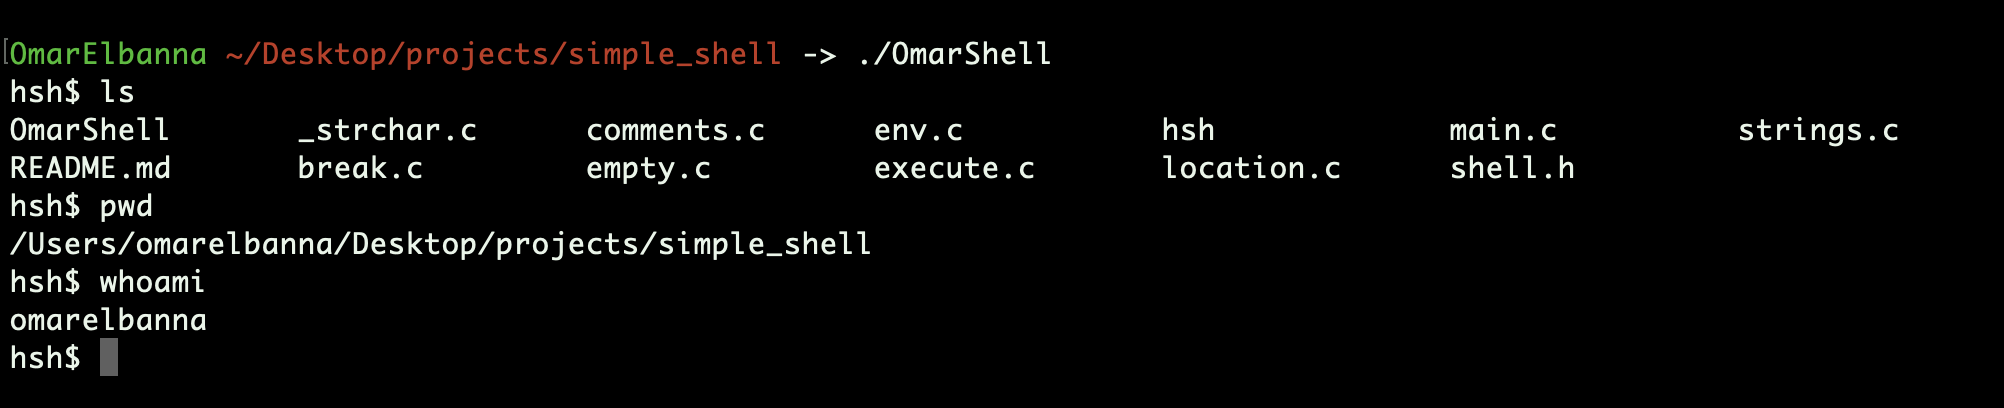 OmarElbanna ~/Desktop/projects/simple_shell -> ./OmarShell
hsh$ ls
OmarShell _strchar.c comments.c env.c hsh main.c strings.c
README.md break.c empty.c execute.c location.c shell.h
hsh$ pwd
/Users/omarelbanna/Desktop/projects/simple_shell
hsh$ whoami
omarelbanna
hsh$